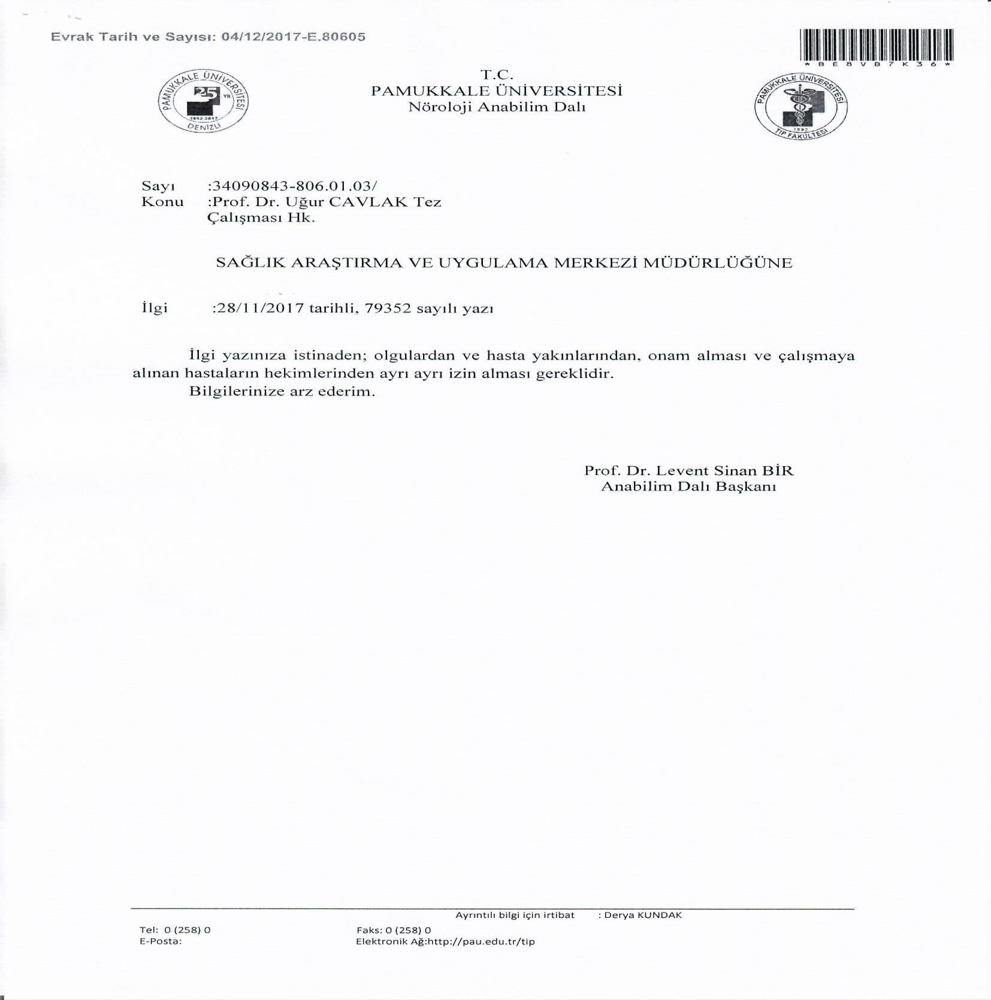 Evrak Tarih ve Sayısı: 04/12/2017-E.80605
*BE8VB7K36*
PAMUKKALE ÜNİVERSİTESİ
25 YIL
1992-2017
DENİZLİ
T.C.
PAMUKKALE ÜNİVERSİTESİ
Nöroloji Anabilim Dalı
PAMUKKALE ÜNİVERSİTESİ
1992
TIP FAKÜLTESİ
Sayı :34090843-806.01.03/
Konu :Prof. Dr. Uğur CAVLAK Tez
Çalışması Hk.
SAĞLIK ARAŞTIRMA VE UYGULAMA MERKEZİ MÜDÜRLÜĞÜNE
İlgi :28/11/2017 tarihli, 79352 sayılı yazı
İlgi yazınıza istinaden; olgulardan ve hasta yakınlarından, onam alması ve çalışmaya
alınan hastaların hekimlerinden ayrı ayrı izin alması gereklidir.
Bilgilerinize arz ederim.
Prof. Dr. Levent Sinan BİR
Anabilim Dalı Başkanı
Ayrıntılı bilgi için irtibat : Derya KUNDAK
Tel: 0 (258) 0 Faks: 0 (258) 0
E-Posta: Elektronik Ağ:http://pau.edu.tr/tip